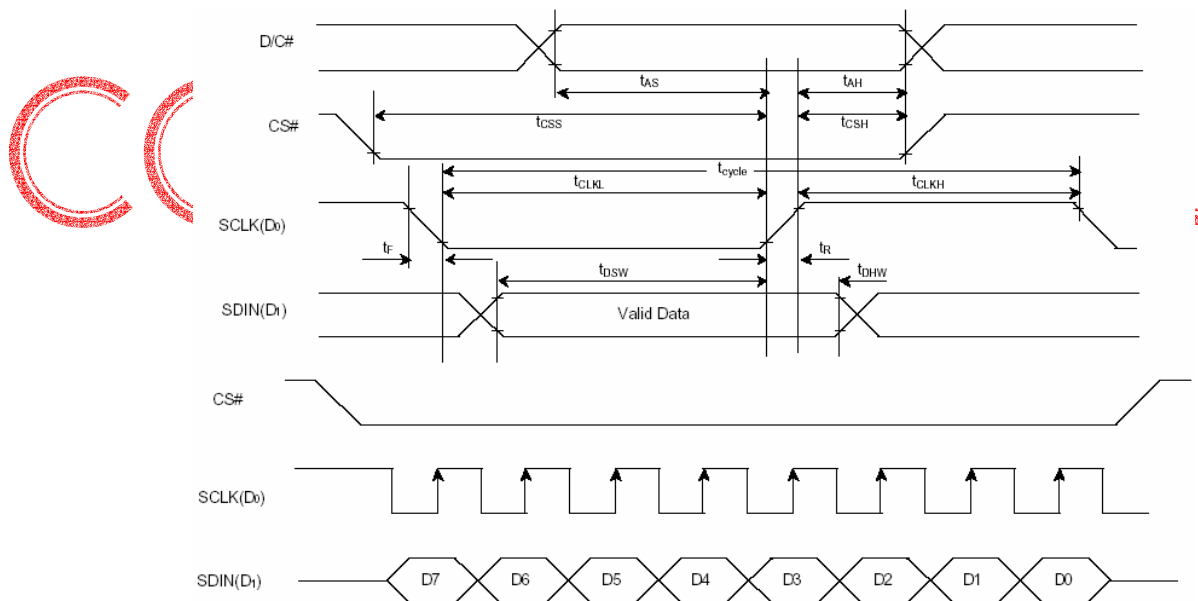 D/C#
tAS
tAH
CS#
tCSS
tCSH
tcycle
tCLKL
tCLKH
SCLK(D0)
tF
tR
tDSW
tDHW
SDIN(D1)
Valid Data
CS#
SCLK(D0)
SDIN(D1)
D7 D6 D5 D4 D3 D2 D1 D0